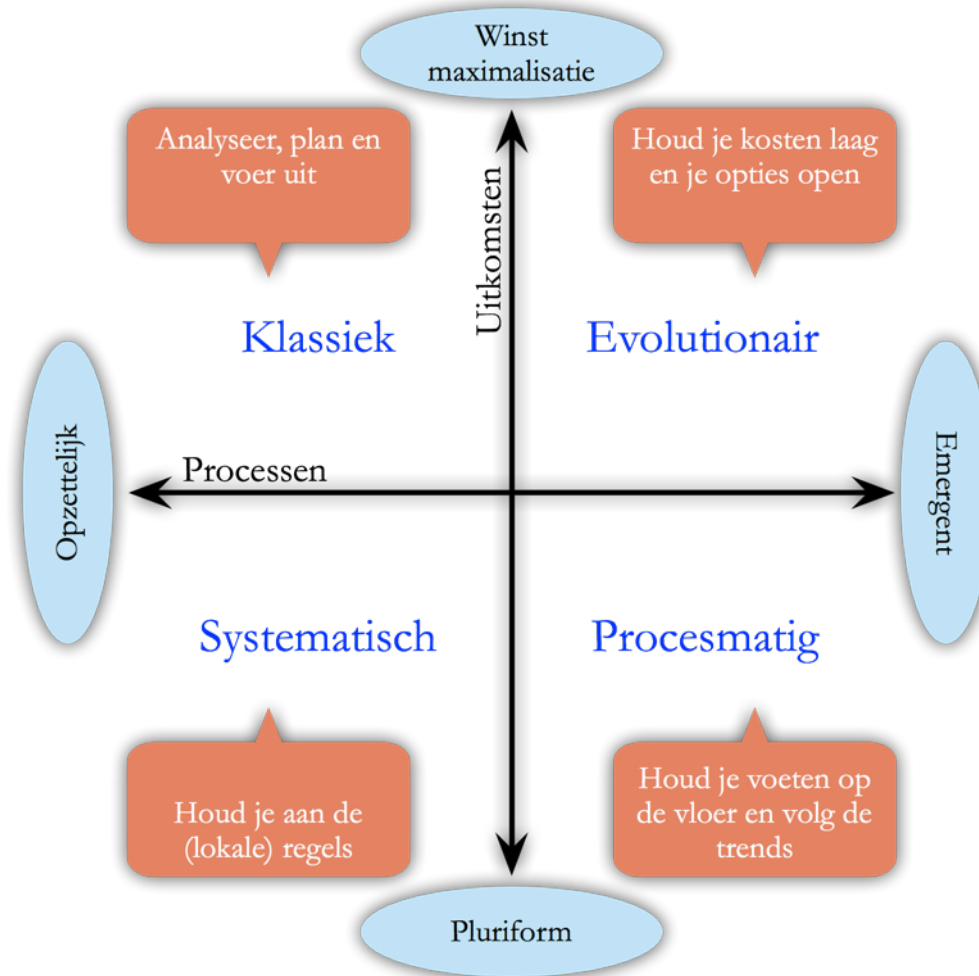 Winst
maximalisatie
Analyseer, plan en
voer uit
Houd je kosten laag
en je opties open
Uitkomsten
Klassiek
Evolutionair
Opzettelijk
Processen
Emergent
Systematisch
Procesmatig
Houd je aan de
(lokale) regels
Houd je voeten op
de vloer en volg de
trends
Pluriform